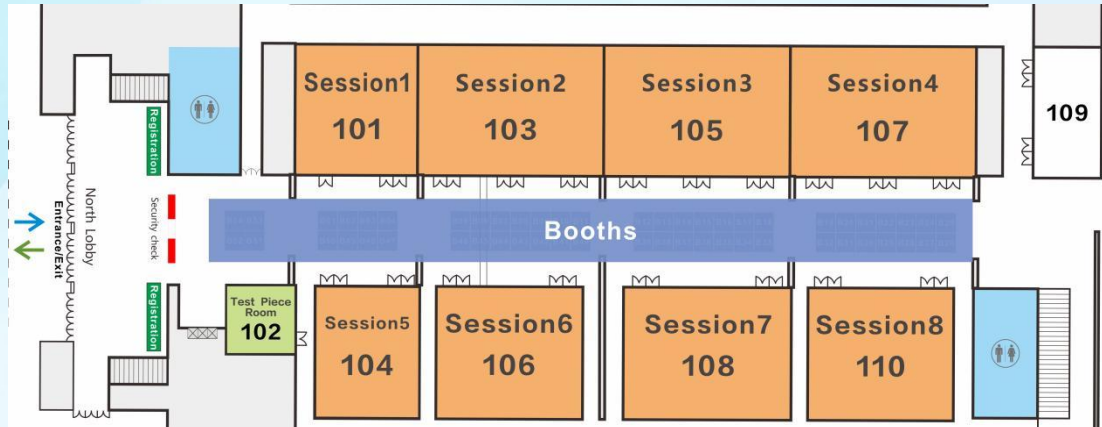 Session1
101
Session2
103
Session3
105
Session4
107
109
Registration
North Lobby
Entrance/Exit
Security check
Booths
Registration
Test Piece
Room
102
Session5
104
Session6
106
Session7
108
Session8
110